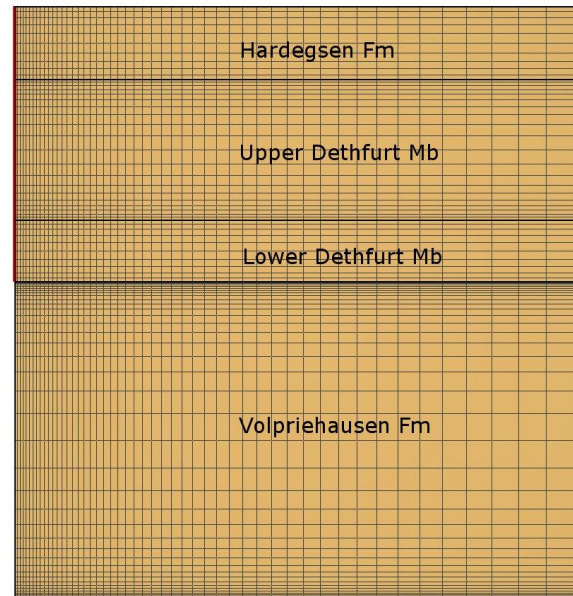 Hardegsen Fm
Upper Dethfurt Mb
Lower Dethfurt Mb
Volpriehausen Fm